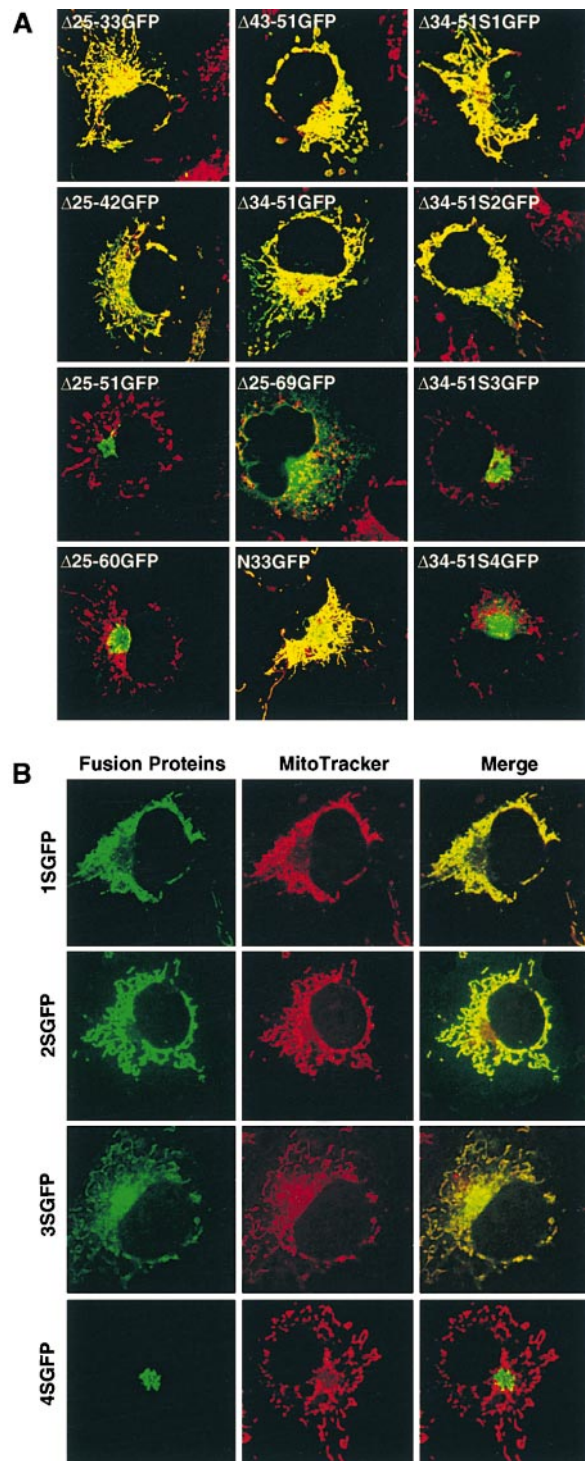 A
Δ25-33GFP
Δ43-51GFP
Δ34-51S1GFP
Δ25-42GFP
Δ34-51GFP
Δ34-51S2GFP
Δ25-51GFP
Δ25-69GFP
Δ34-51S3GFP
Δ25-60GFP
N33GFP
Δ34-51S4GFP
B
Fusion Proteins
MitoTracker
Merge
1SGFP
2SGFP
3SGFP
4SGFP